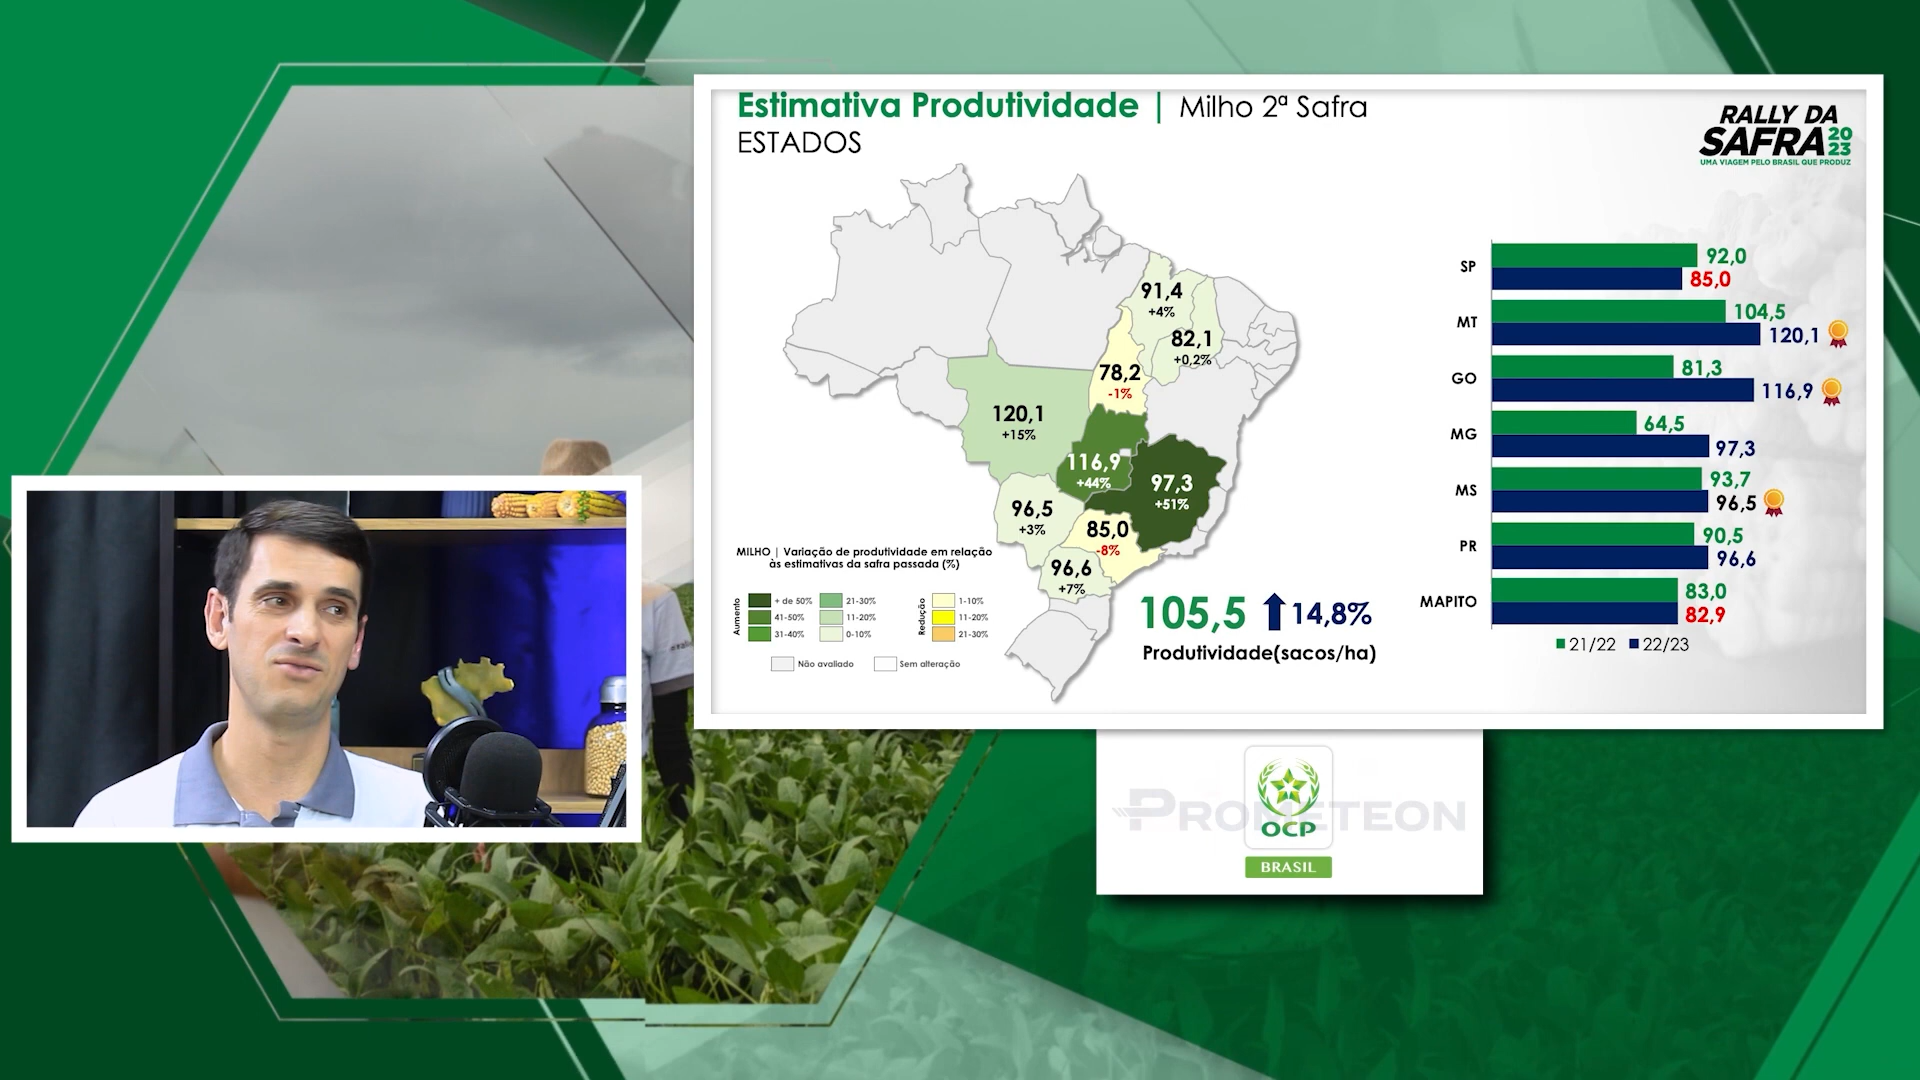 Estimativa Produtividade | Milho 2ª Safra
ESTADOS
RALLY DA
SAFRA 20
23
UMA VIAGEM PELO BRASIL QUE PRODUZ
91,4
+4%
82,1
+0,2%
78,2
-1%
120,1
+15%
116,9
+44%
97,3
+51%
96,5
+3%
85,0
-8%
96,6
+7%
MILHO | Variação de produtividade em relação
às estimativas da safra passada (%)
Aumento
+ de 50%
41-50%
31-40%
21-30%
11-20%
0-10%
Redução
1-10%
11-20%
21-30%
Não avaliado
Sem alteração
105,5 14,8%
Produtividade(sacos/ha)
SP
92,0
85,0
MT
104,5
120,1
GO
81,3
116,9
MG
64,5
97,3
MS
93,7
96,5
PR
90,5
96,6
MAPITO
83,0
82,9
21/22 22/23
PROMETEON
OCP
BRASIL